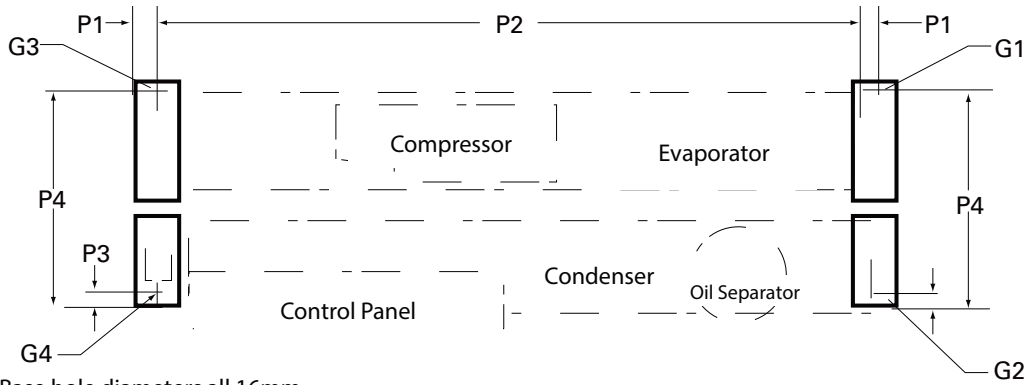 P1
P2
P1
G3
G1
Compressor
Evaporator
P4
P4
P3
Condenser
Oil Separator
Control Panel
G4
G2
Base hole diameters all 16mm